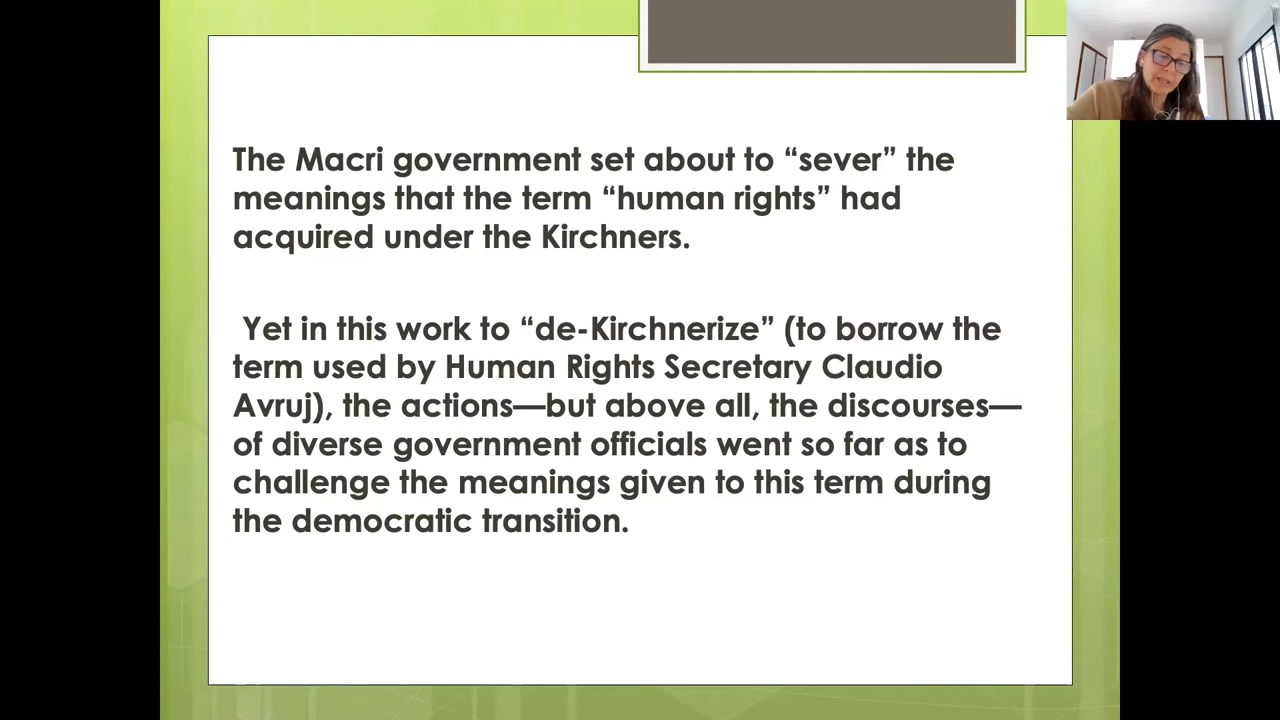 The Macri government set about to “sever” the
meanings that the term “human rights” had
acquired under the Kirchners.
Yet in this work to “de-Kirchnerize” (to borrow the
term used by Human Rights Secretary Claudio
Avruj), the actions—but above all, the discourses—
of diverse government officials went so far as to
challenge the meanings given to this term during
the democratic transition.